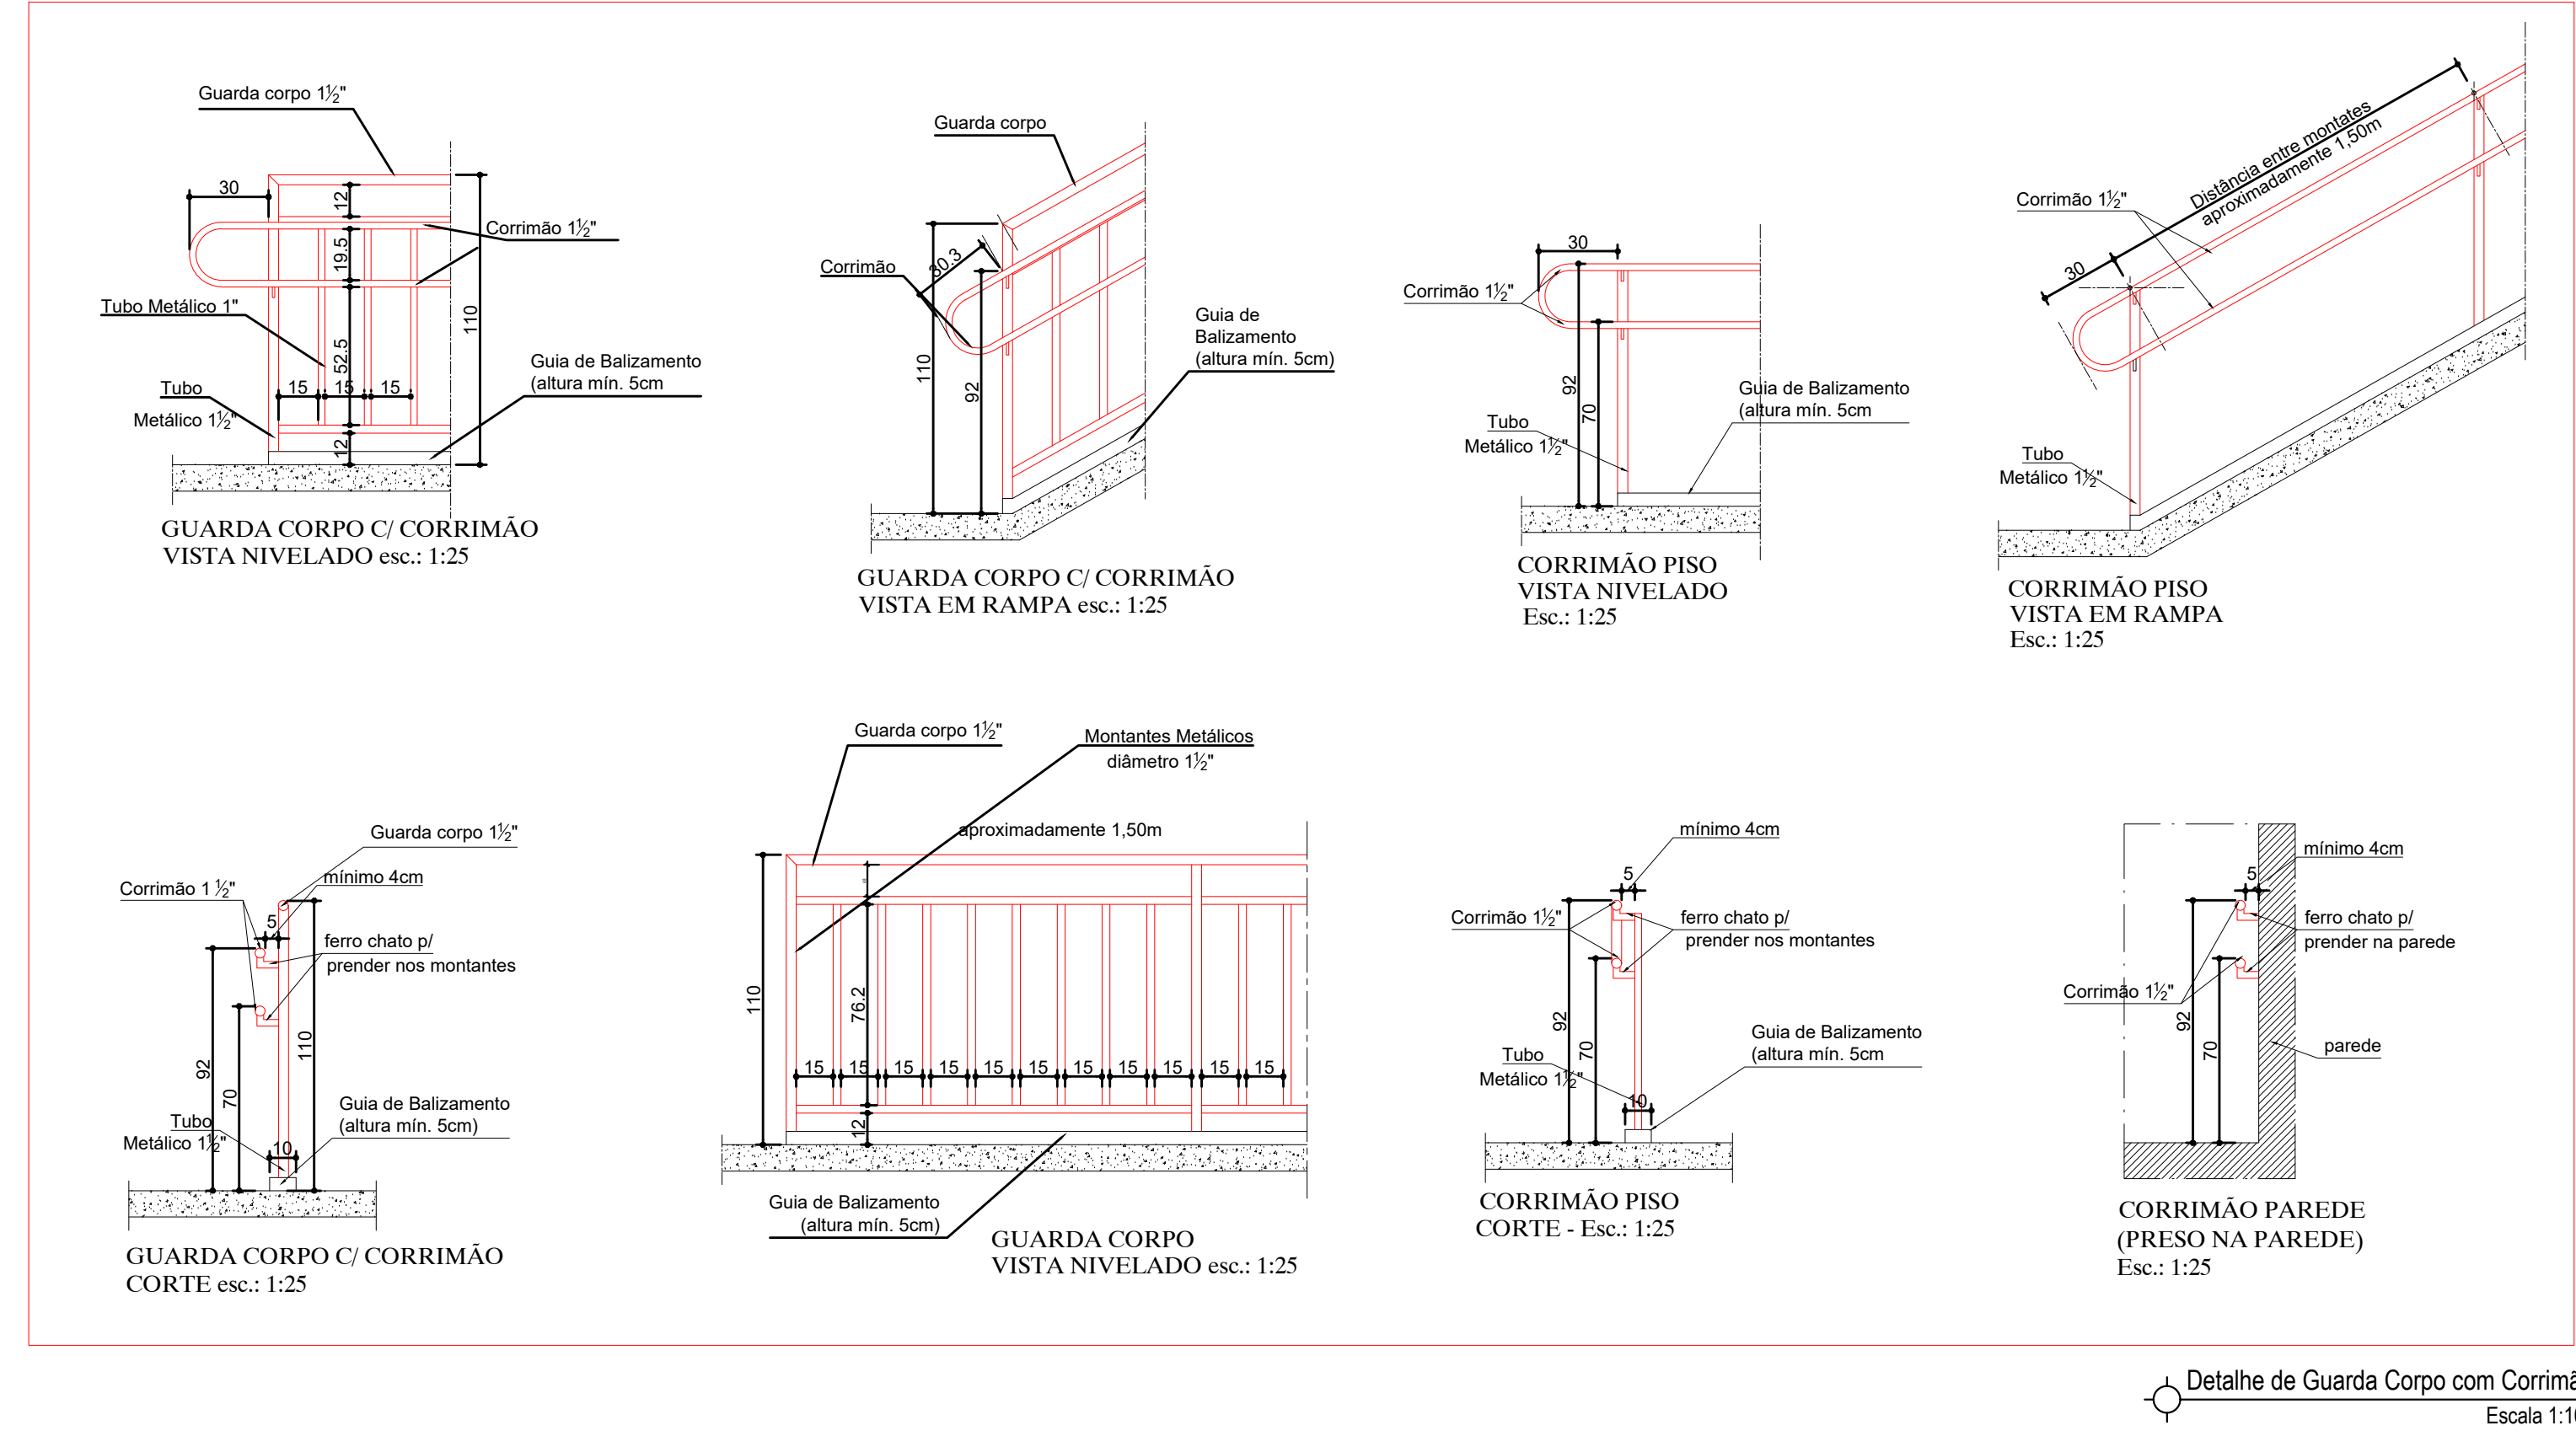 Guarda corpo 1½"
30
12
Corrimão 1½"
19.5
Tubo Metálico 1"
110
52.5
Guia de Balizamento
(altura mín. 5cm
Tubo
Metálico 1½"
15 15 15
12
GUARDA CORPO C/ CORRIMÃO
VISTA NIVELADO esc.: 1:25
Guarda corpo
Corrimão
30.3
110
92
Guia de
Balizamento
(altura mín. 5cm)
GUARDA CORPO C/ CORRIMÃO
VISTA EM RAMPA esc.: 1:25
30
Corrimão 1½"
92
70
Guia de Balizamento
(altura mín. 5cm
Tubo
Metálico 1½"
CORRIMÃO PISO
VISTA NIVELADO
Esc.: 1:25
Distância entre montates
aproximadamente 1,50m
Corrimão 1½"
30
Tubo
Metálico 1½"
CORRIMÃO PISO
VISTA EM RAMPA
Esc.: 1:25
Guarda corpo 1½"
mínimo 4cm
Corrimão 1 ½"
5
ferro chato p/
prender nos montantes
92
70
110
Tubo
Metálico 1½"
Guia de Balizamento
(altura mín. 5cm)
10
GUARDA CORPO C/ CORRIMÃO
CORTE esc.: 1:25
Guarda corpo 1½"
Montantes Metálicos
diâmetro 1½"
aproximadamente 1,50m
110
76.2
15 15 15 15 15 15 15 15 15 15 15
12
Guia de Balizamento
(altura mín. 5cm)
GUARDA CORPO
VISTA NIVELADO esc.: 1:25
mínimo 4cm
5
Corrimão 1½"
ferro chato p/
prender nos montantes
92
70
Guia de Balizamento
(altura mín. 5cm
Tubo
Metálico 1½"
10
CORRIMÃO PISO
CORTE - Esc.: 1:25
mínimo 4cm
5
ferro chato p/
prender na parede
Corrimão 1½"
92
70
parede
CORRIMÃO PAREDE
(PRESO NA PAREDE)
Esc.: 1:25
Detalhe de Guarda Corpo com Corrimã
Escala 1:1